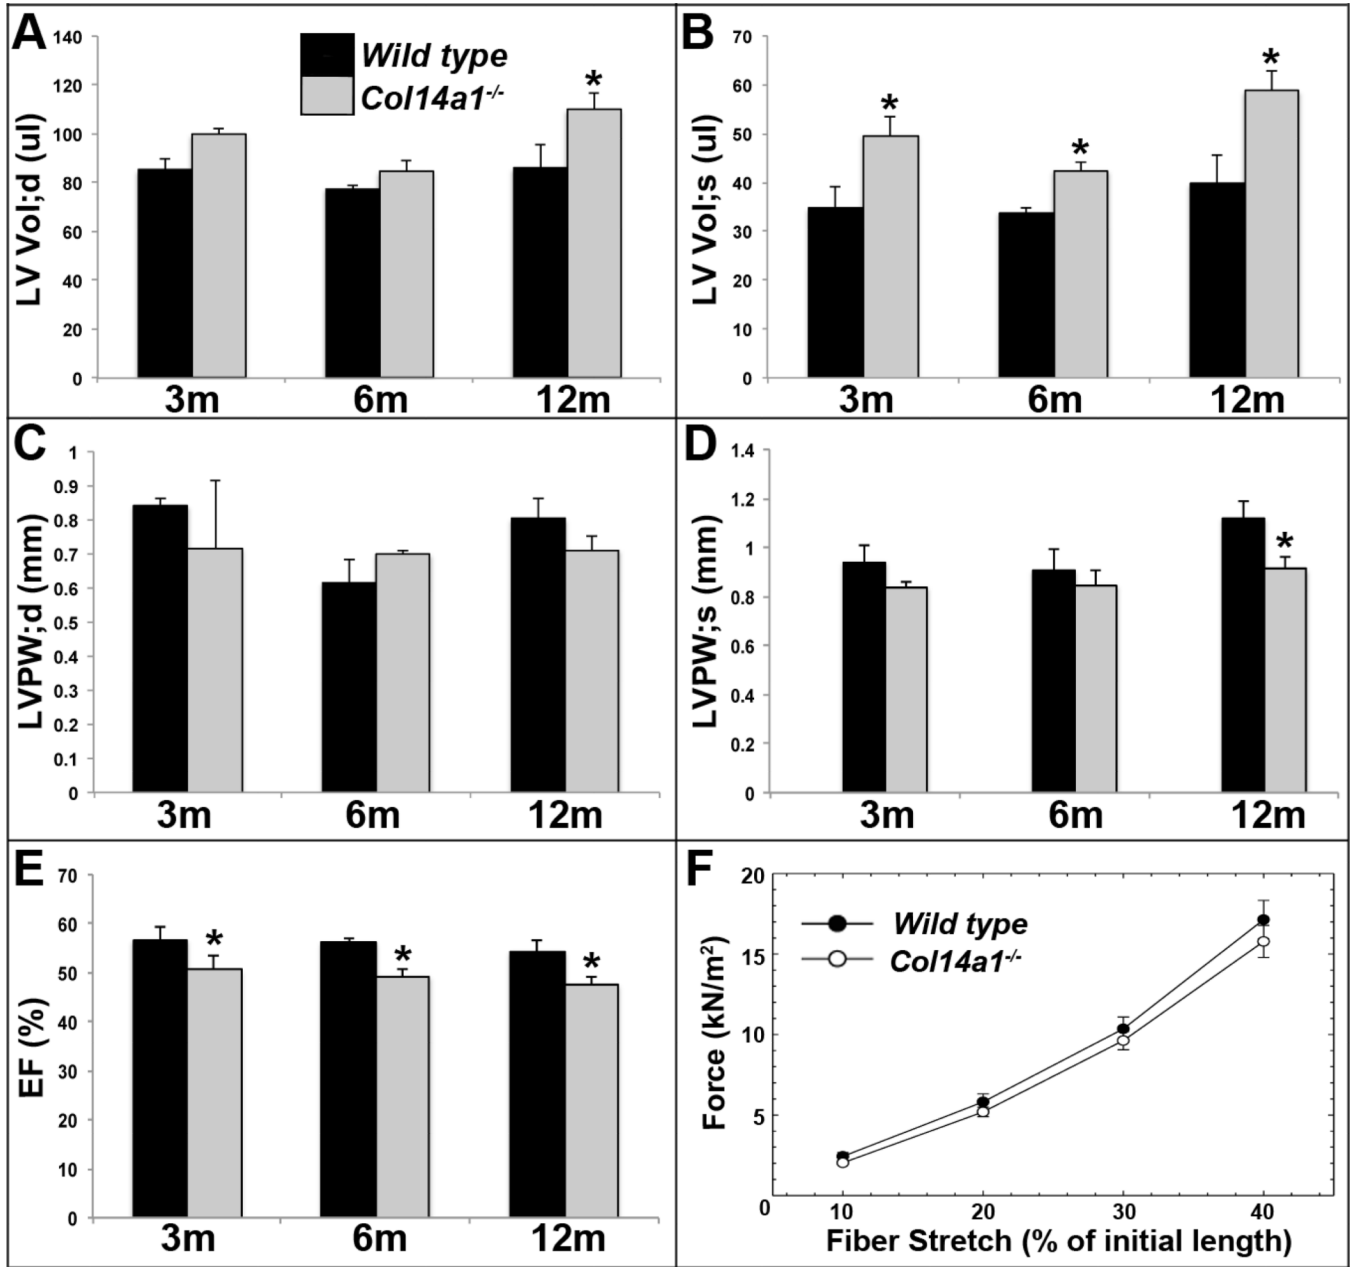 A
140
120
100
80
60
40
20
0
LV Vol;d (ul)
Wild type
Col14a1-/-
*
3m 6m 12m
B
70
60
50
40
30
20
10
0
LV Vol;s (ul)
* * *
3m 6m 12m
C
1
0.9
0.8
0.7
0.6
0.5
0.4
0.3
0.2
0.1
0
LVPW;d (mm)
3m 6m 12m
D
1.4
1.2
1
0.8
0.6
0.4
0.2
0
LVPW;s (mm)
*
3m 6m 12m
E
70
60
50
40
30
20
10
0
EF (%)
* * *
3m 6m 12m
F
20
15
10
5
0
Force (kN/m²)
Wild type
Col14a1-/-
10 20 30 40
Fiber Stretch (% of initial length)